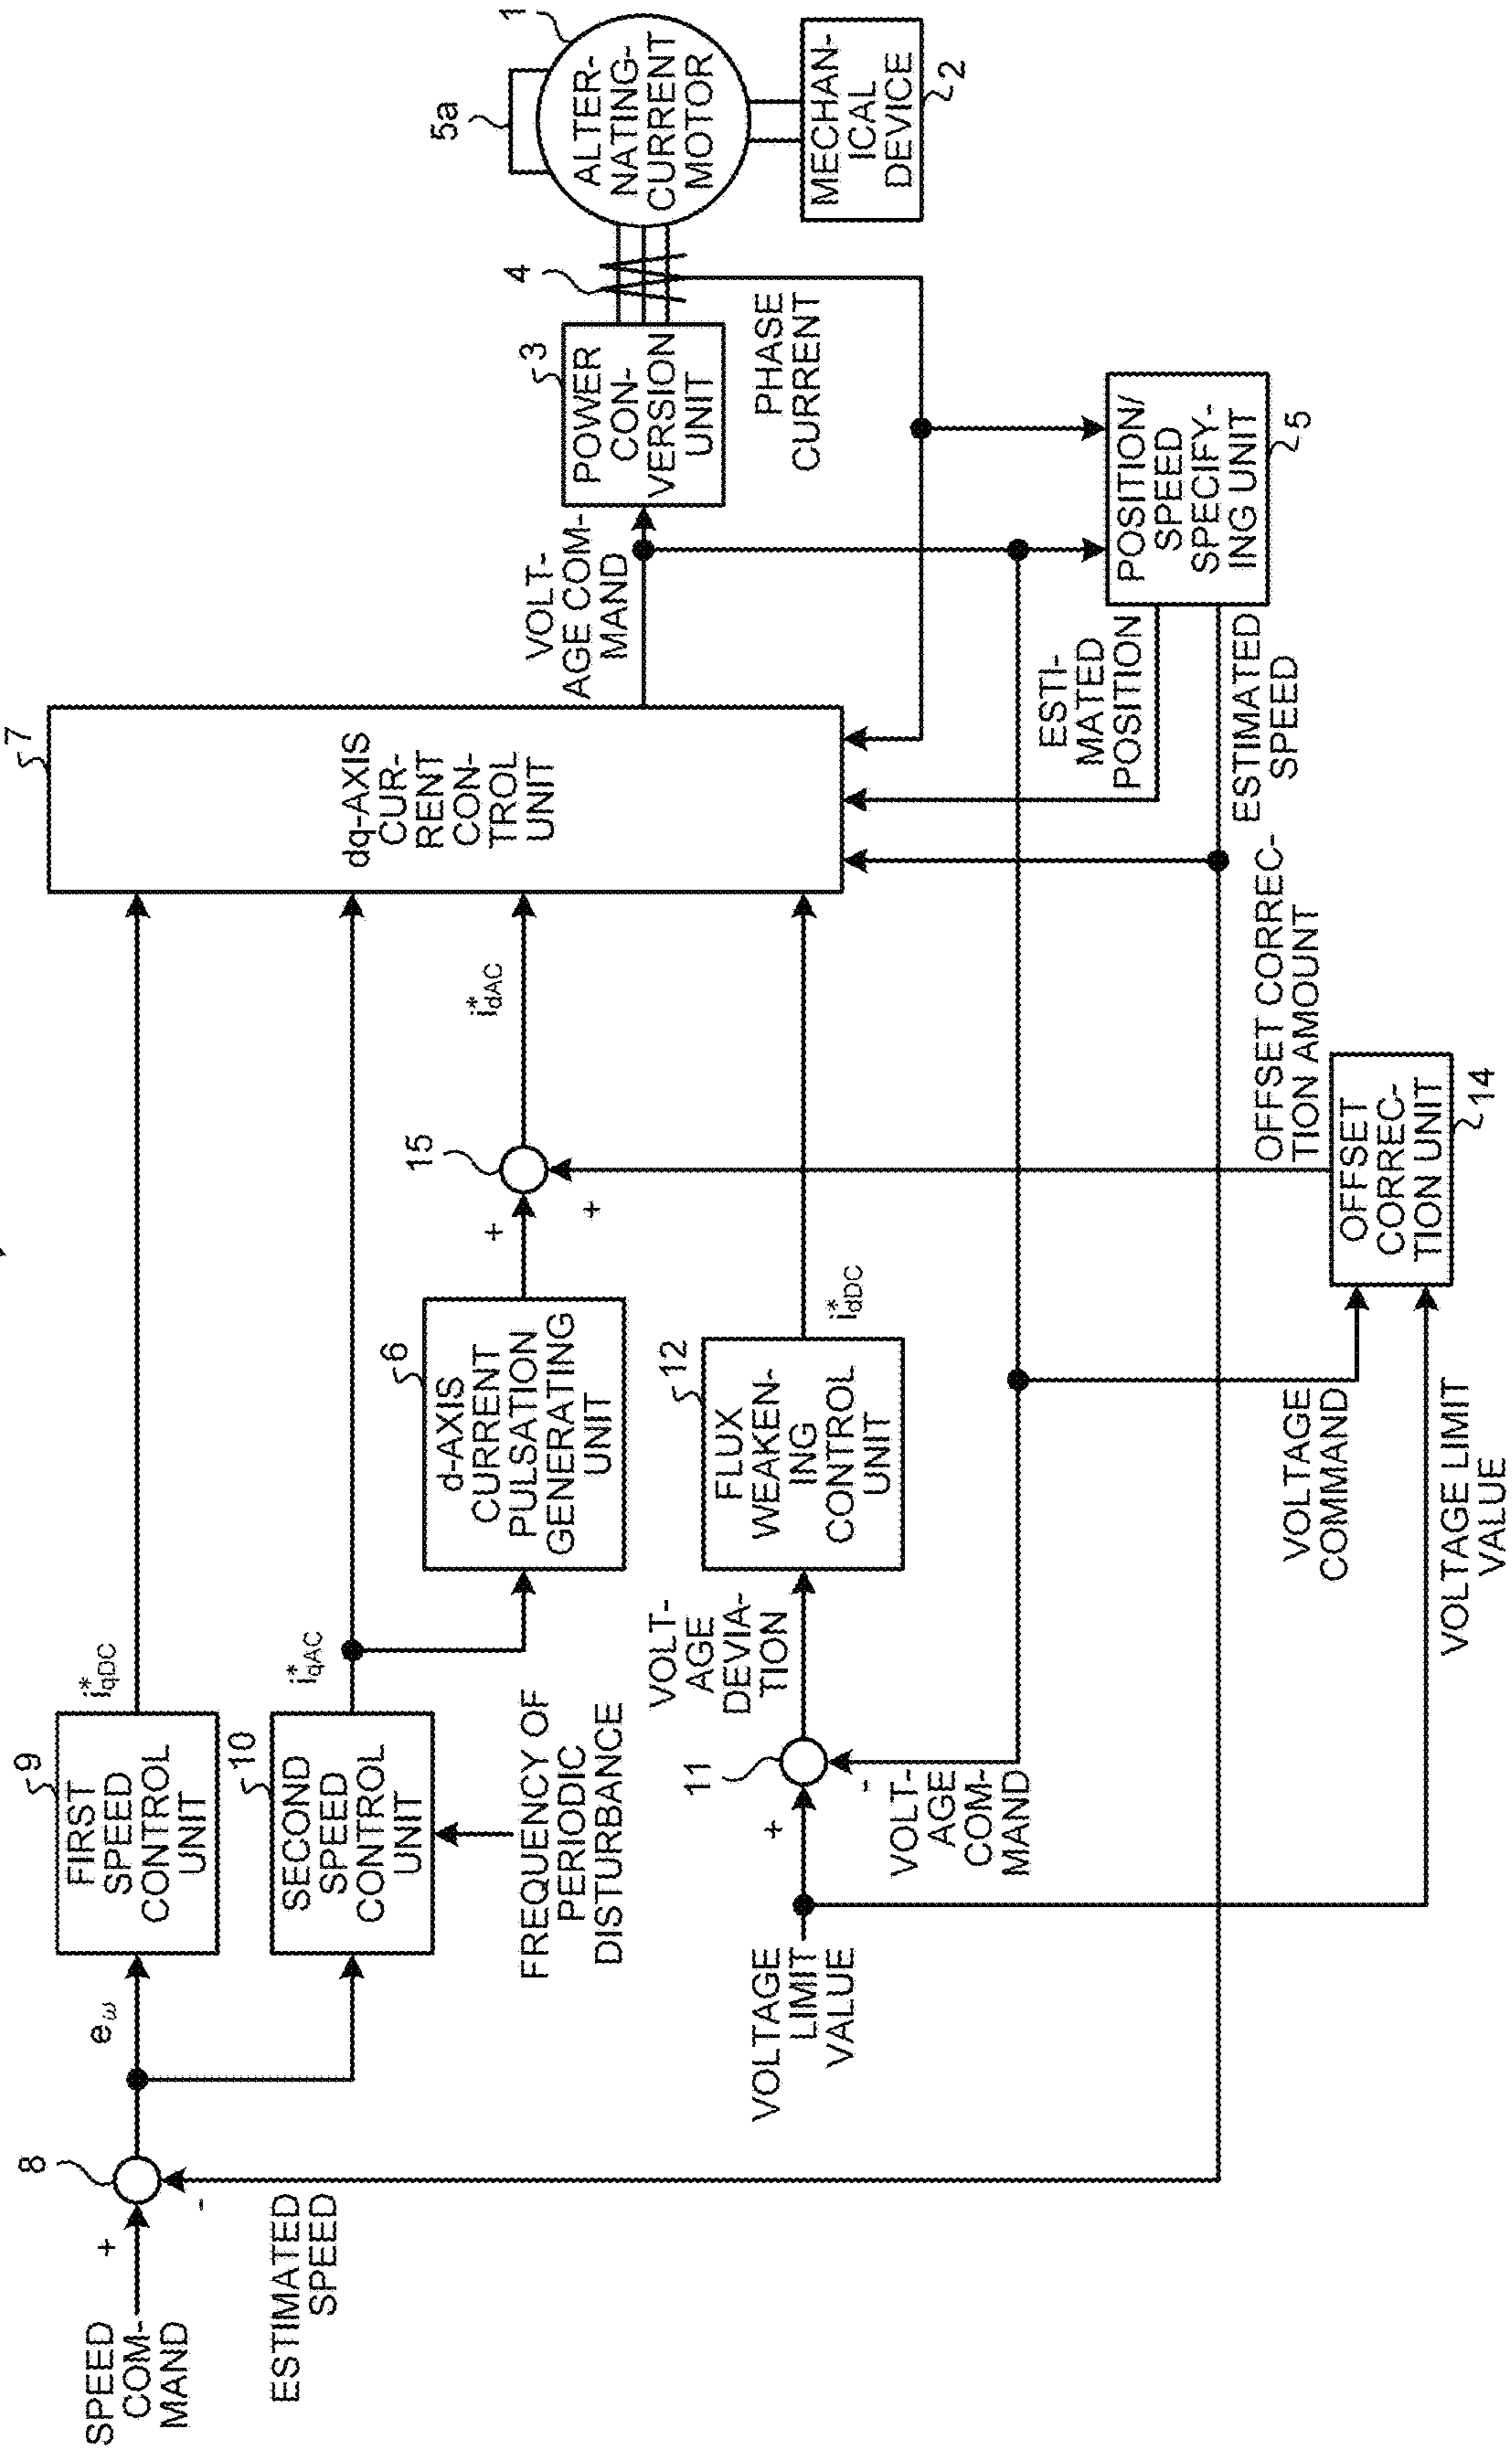 SPEED
COM-
MAND
+
-
8
ESTIMATED
SPEED
eω
9
FIRST
SPEED
CONTROL
UNIT
i*qDC
10
SECOND
SPEED
CONTROL
UNIT
i*qAC
FREQUENCY OF
PERIODIC
DISTURBANCE
6
d-AXIS
CURRENT
PULSATION
GENERATING
UNIT
+
+
15
i*dAC
VOLTAGE
LIMIT
VALUE
+
-
11
VOLT-
AGE
COM-
MAND
VOLT-
AGE
DEVIA-
TION
12
FLUX
WEAKEN-
ING
CONTROL
UNIT
i*dDC
VOLTAGE
COMMAND
VOLTAGE LIMIT
VALUE
OFFSET
CORREC-
TION UNIT
14
OFFSET CORREC-
TION AMOUNT
7
dq-AXIS
CUR-
RENT
CON-
TROL
UNIT
VOLT-
AGE COM-
MAND
3
POWER
CON-
VERSION
UNIT
4
PHASE
CURRENT
5a
1
ALTER-
NATING-
CURRENT
MOTOR
MECHAN-
ICAL
DEVICE
2
POSITION/
SPEED
SPECIFY-
ING UNIT
5
ESTI-
MATED
POSITION
ESTIMATED
SPEED